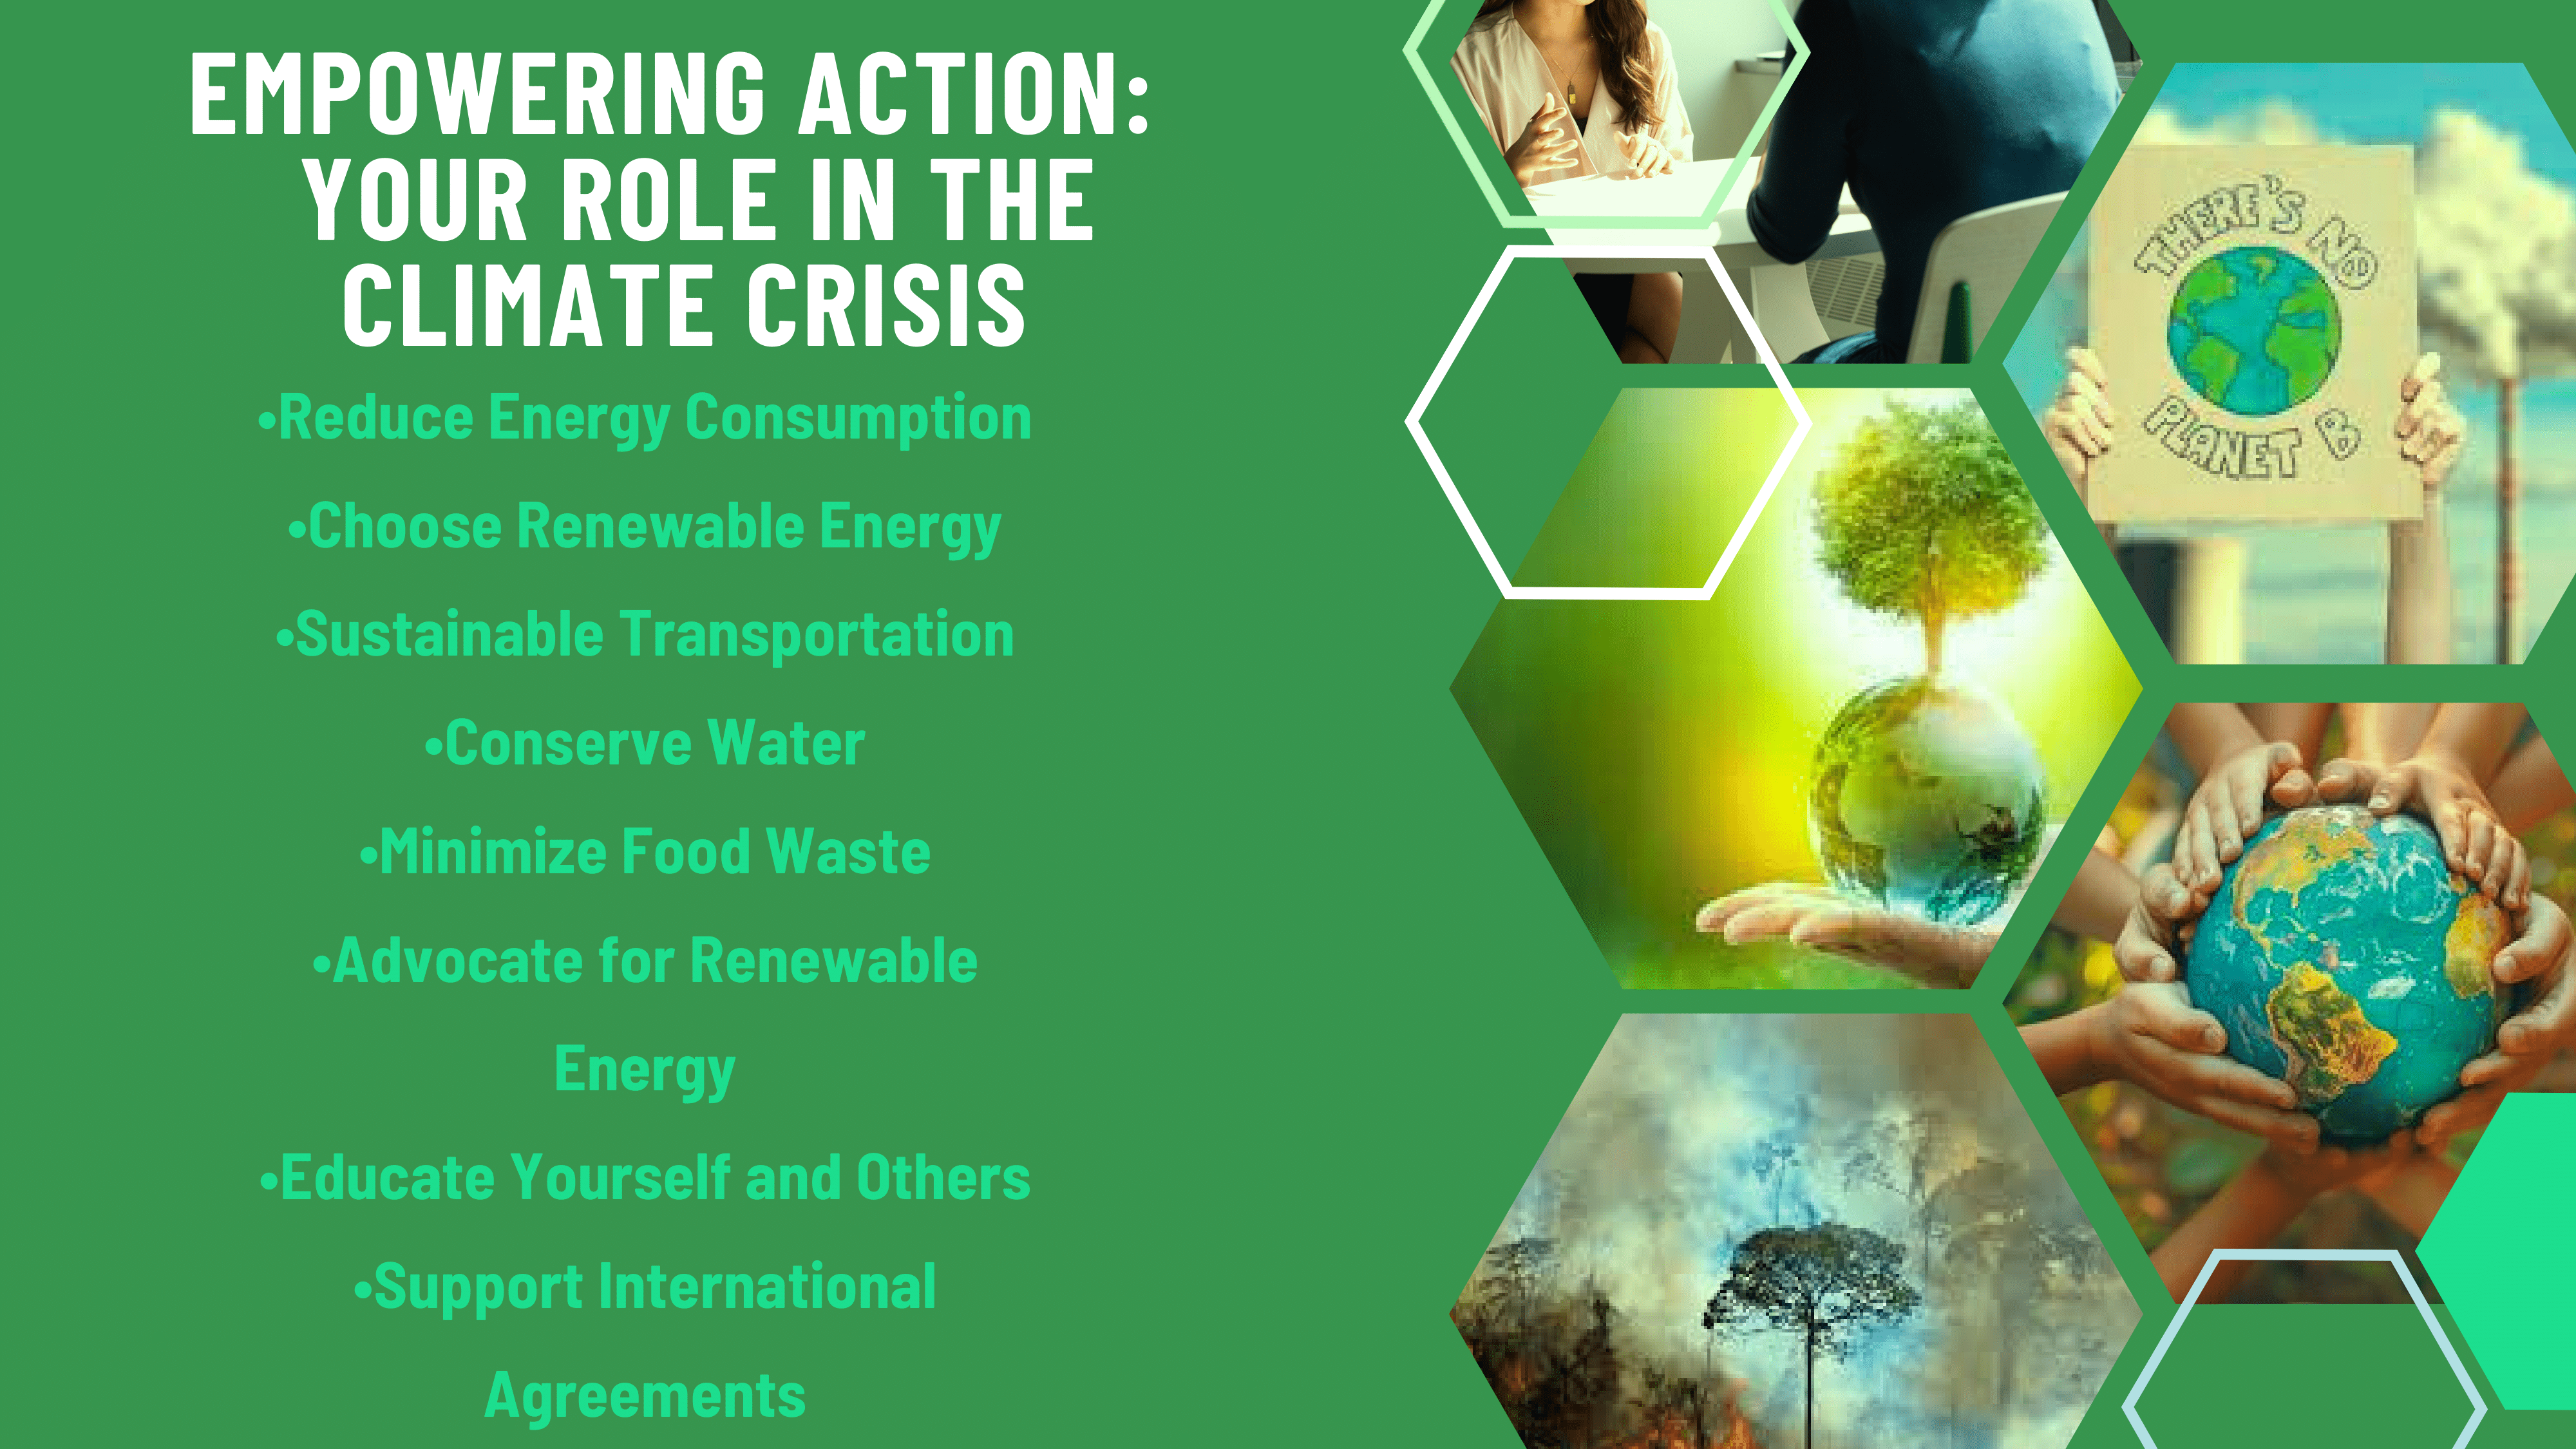 EMPOWERING ACTION:
YOUR ROLE IN THE
CLIMATE CRISIS
•Reduce Energy Consumption
•Choose Renewable Energy
•Sustainable Transportation
•Conserve Water
•Minimize Food Waste
•Advocate for Renewable
Energy
•Educate Yourself and Others
•Support International
Agreements
THERE'S NO
PLANET B